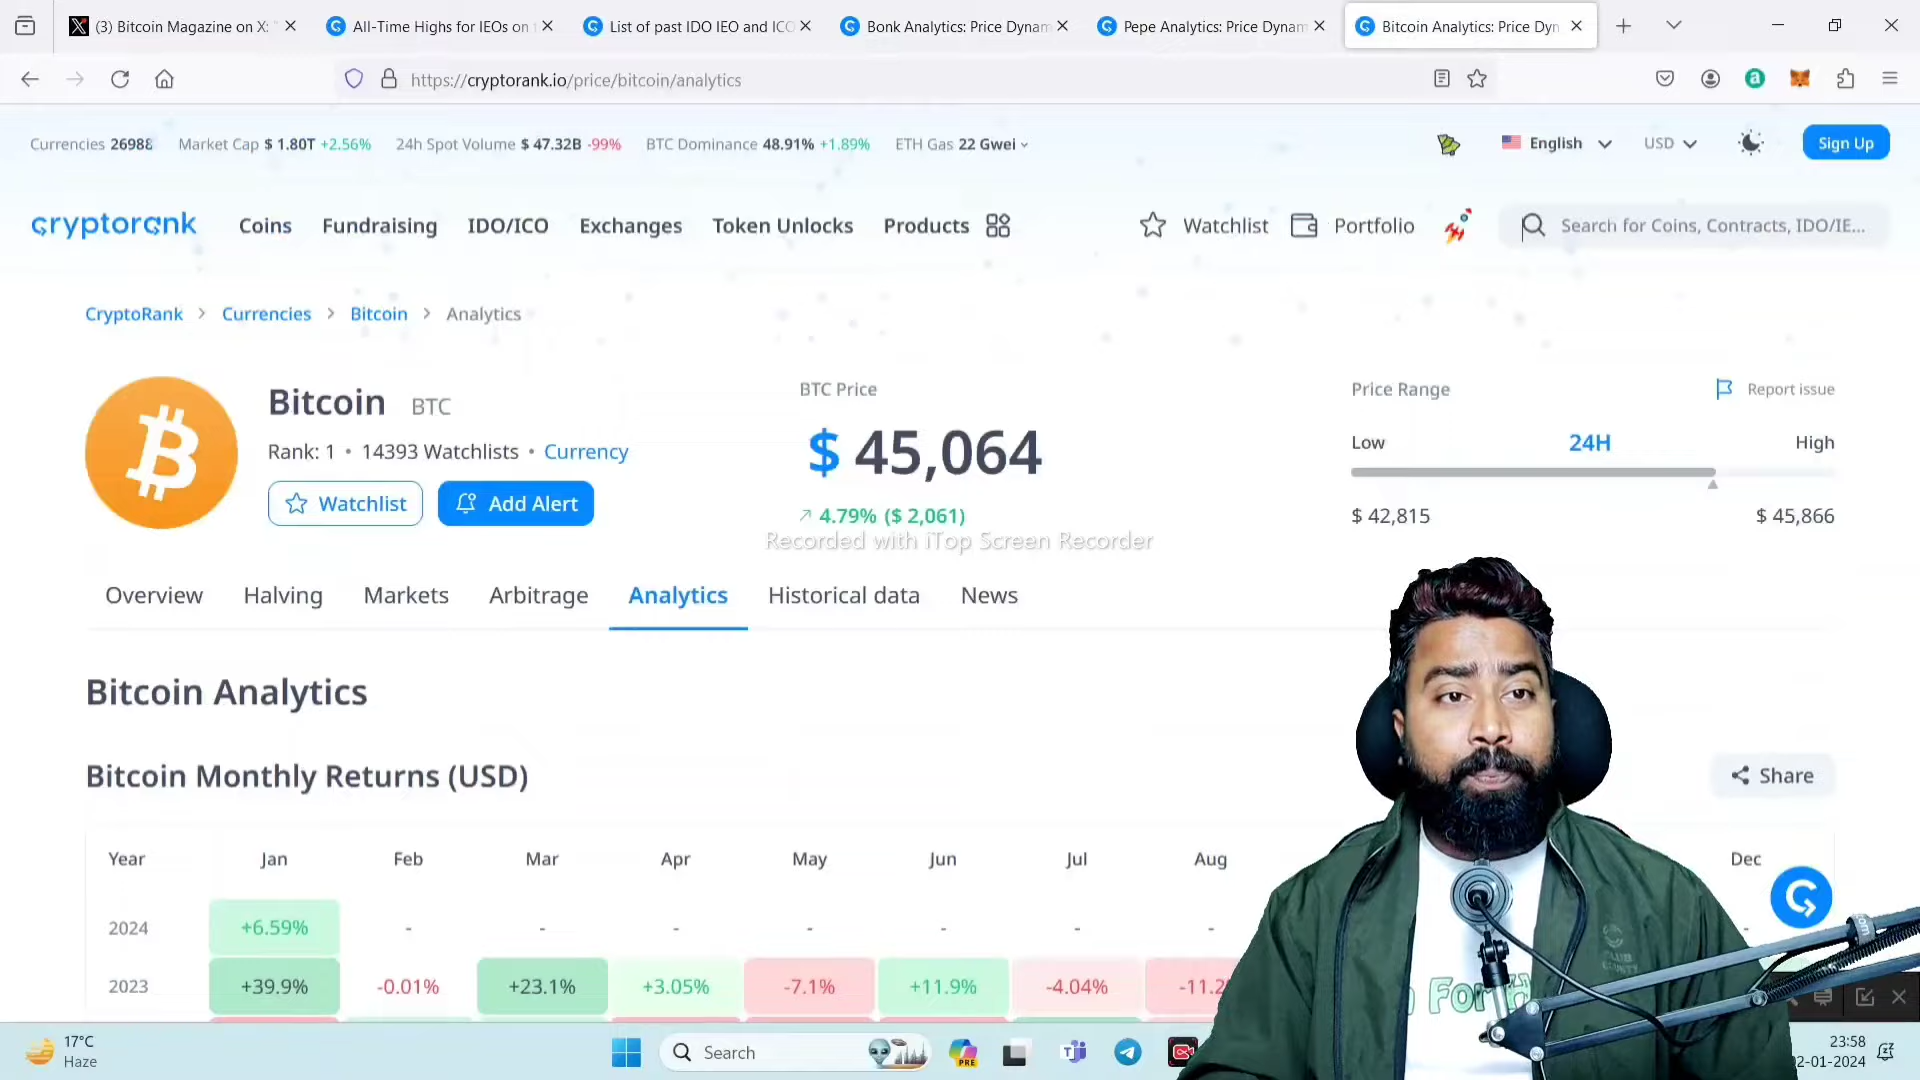 (3) Bitcoin Magazine on X: "
All-Time Highs for IEOs on
List of past IDO IEO and ICO
Bonk Analytics: Price Dynam
Pepe Analytics: Price Dynam
Bitcoin Analytics: Price Dyn
https://cryptorank.io/price/bitcoin/analytics
Currencies 26988 Market Cap $ 1.80T +2.56% 24h Spot Volume $ 47.32B -99% BTC Dominance 48.91% +1.89% ETH Gas 22 Gwei
English USD Sign Up
cryptorank Coins Fundraising IDO/ICO Exchanges Token Unlocks Products Watchlist Portfolio Search for Coins, Contracts, IDO/IE...
CryptoRank > Currencies > Bitcoin > Analytics
Bitcoin BTC
Rank: 1 • 14393 Watchlists • Currency
Watchlist Add Alert
BTC Price
$ 45,064
4.79% ($ 2,061)
Price Range Report issue
Low 24H High
$ 42,815 $ 45,866
Recorded with iTop Screen Recorder
Overview Halving Markets Arbitrage Analytics Historical data News
Bitcoin Analytics
Bitcoin Monthly Returns (USD) Share
Year Jan Feb Mar Apr May Jun Jul Aug Dec
2024 +6.59% - - - - - - - -
2023 +39.9% -0.01% +23.1% +3.05% -7.1% +11.9% -4.04%
17°C
Haze
Search
PRE
23:58
02-01-2024